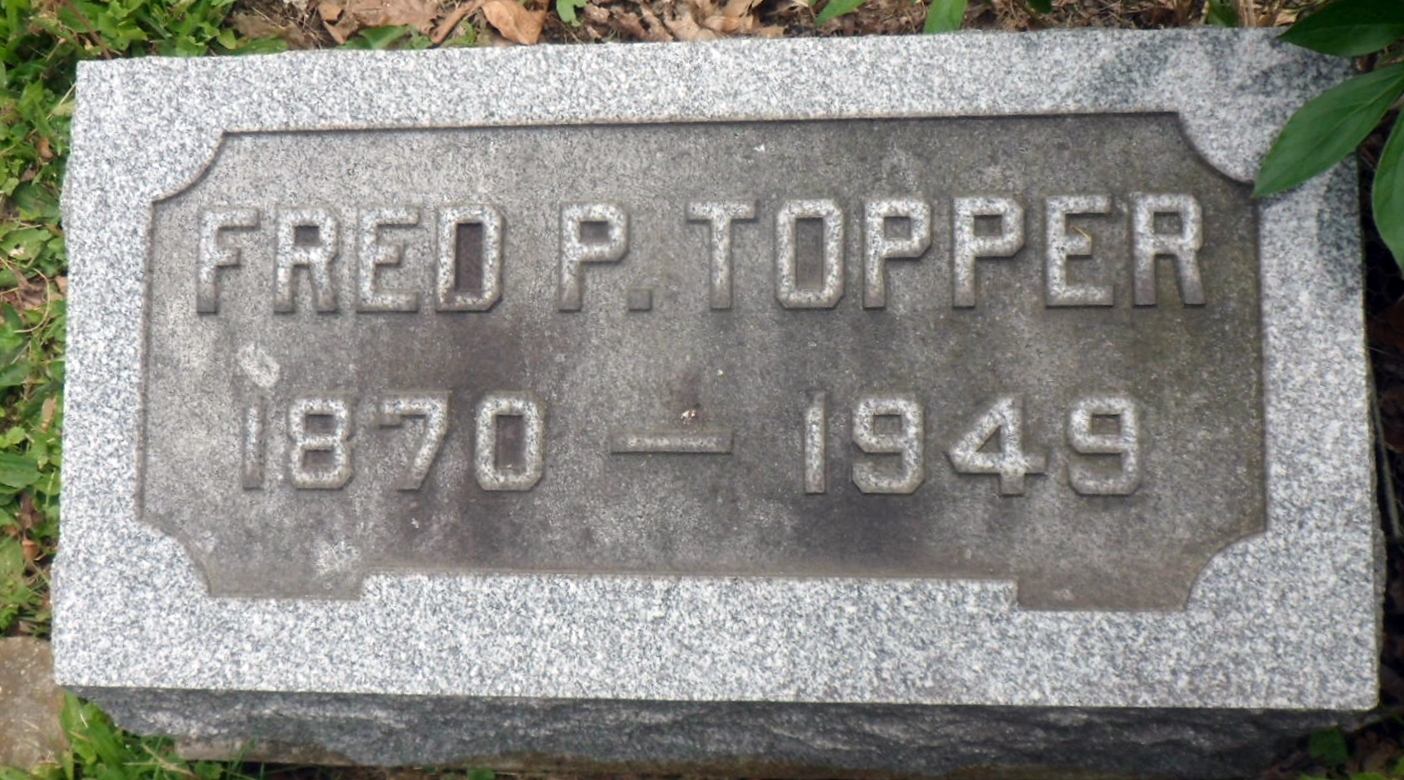 FRED P. TOPPER
1870 — 1949